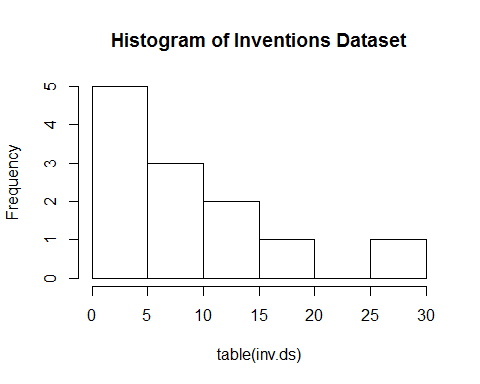 Histogram of Inventions Dataset
Frequency
5
4
3
2
1
0
0 5 10 15 20 25 30
table(inv.ds)